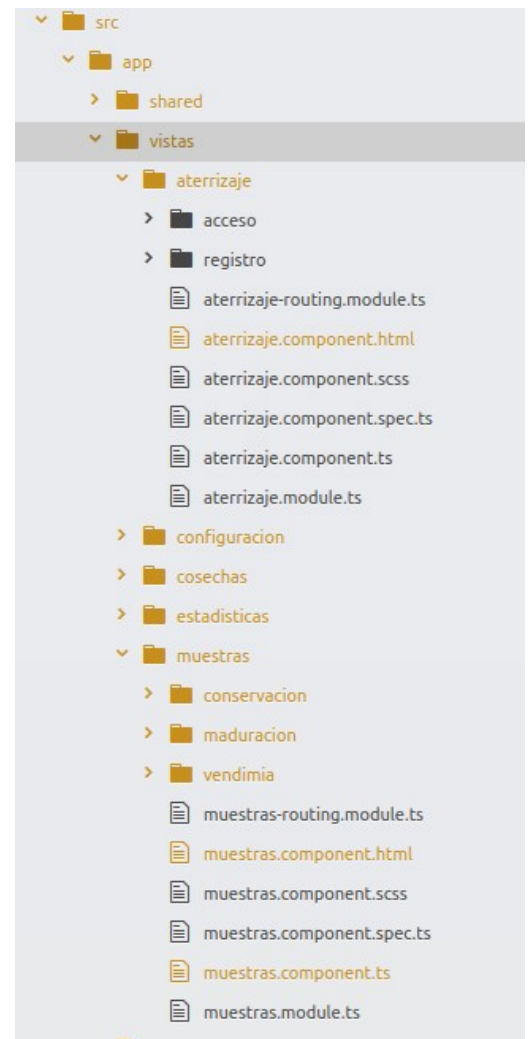 src
app
shared
vistas
aterrizaje
acceso
registro
aterrizaje-routing.module.ts
aterrizaje.component.html
aterrizaje.component.scss
aterrizaje.component.spec.ts
aterrizaje.component.ts
aterrizaje.module.ts
configuracion
cosechas
estadisticas
muestras
conservacion
maduracion
vendimia
muestras-routing.module.ts
muestras.component.html
muestras.component.scss
muestras.component.spec.ts
muestras.component.ts
muestras.module.ts